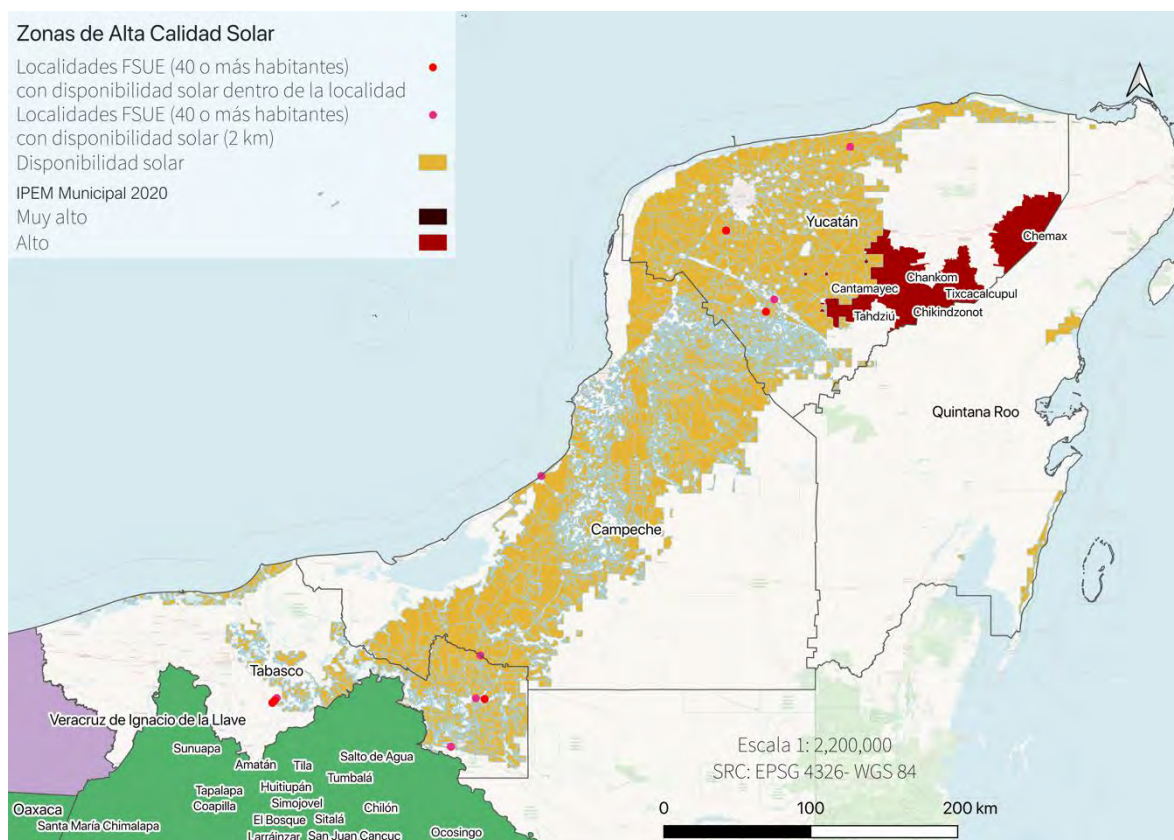 Zonas de Alta Calidad Solar
Localidades FSUE (40 o más habitantes)
con disponibilidad solar dentro de la localidad
Localidades FSUE (40 o más habitantes)
con disponibilidad solar (2 km)
Disponibilidad solar
IPEM Municipal 2020
Muy alto
Alto
Yucatán
Chemax
Chankom
Cantamayec
Tixcacalcupul
Tahdziú
Chikindzonot
Quintana Roo
Campeche
Tabasco
Veracruz de Ignacio de la Llave
Sunuapa
Amatán
Tila
Salto de Agua
Tumbalá
Tapalapa
Huitiupán
Coapilla
Simojovel
Chilón
Oaxaca
El Bosque
Sitalá
Santa María Chimalapa
Larráinzar
San Juan Cancuc
Ocosingo
Escala 1: 2,200,000
SRC: EPSG 4326- WGS 84
0 100 200 km